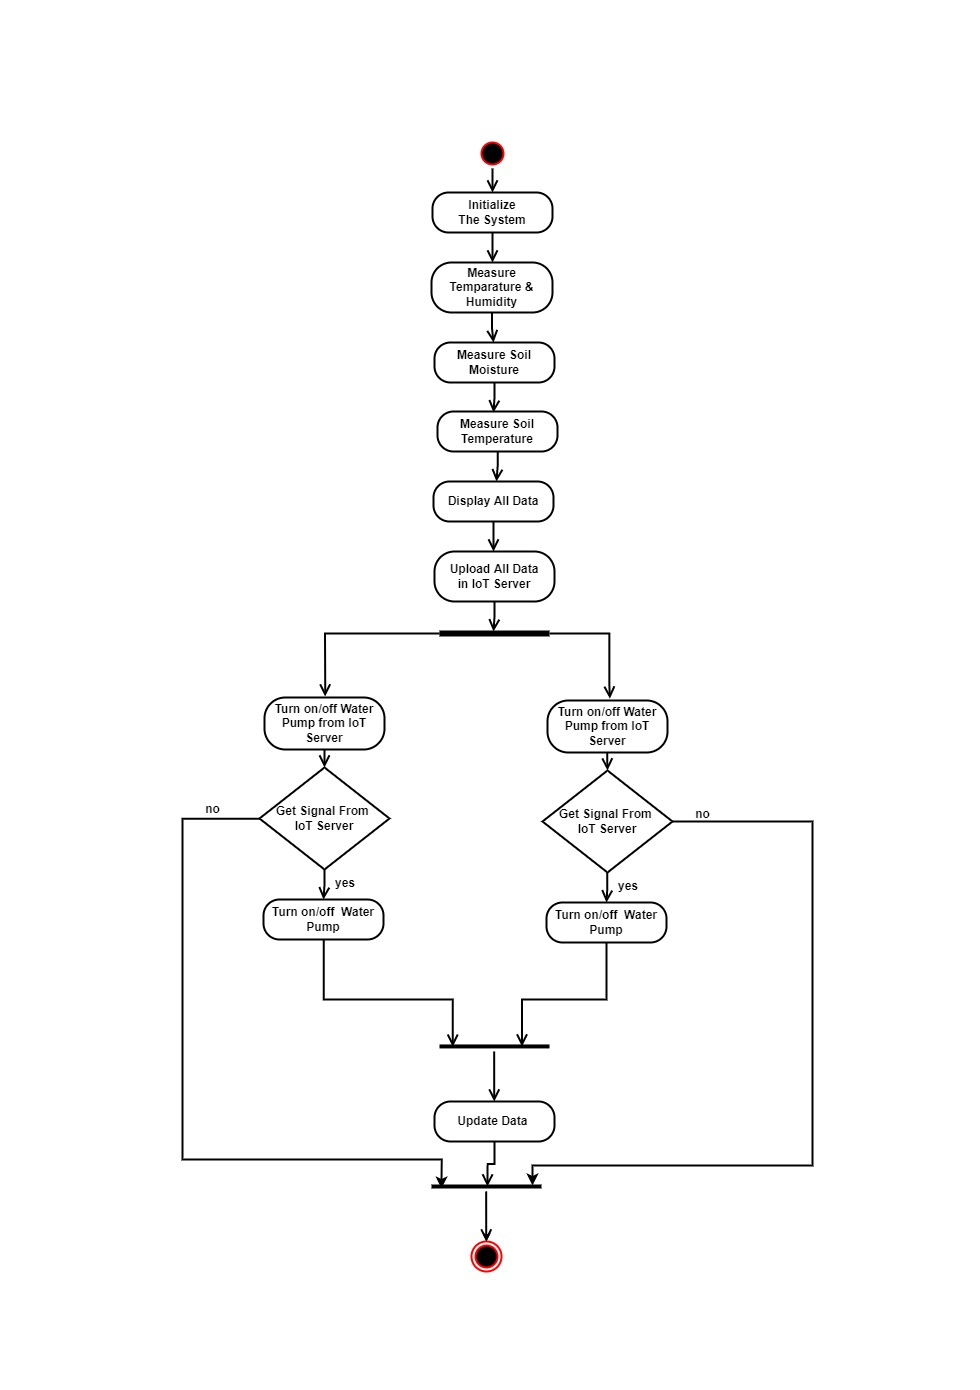 Initialize
The System
Measure
Temparature &
Humidity
Measure Soil
Moisture
Measure Soil
Temperature
Display All Data
Upload All Data
in IoT Server
Turn on/off Water
Pump from IoT
Server
Turn on/off Water
Pump from IoT
Server
no
Get Signal From
IoT Server
Get Signal From
IoT Server
no
yes
yes
Turn on/off Water
Pump
Turn on/off Water
Pump
Update Data